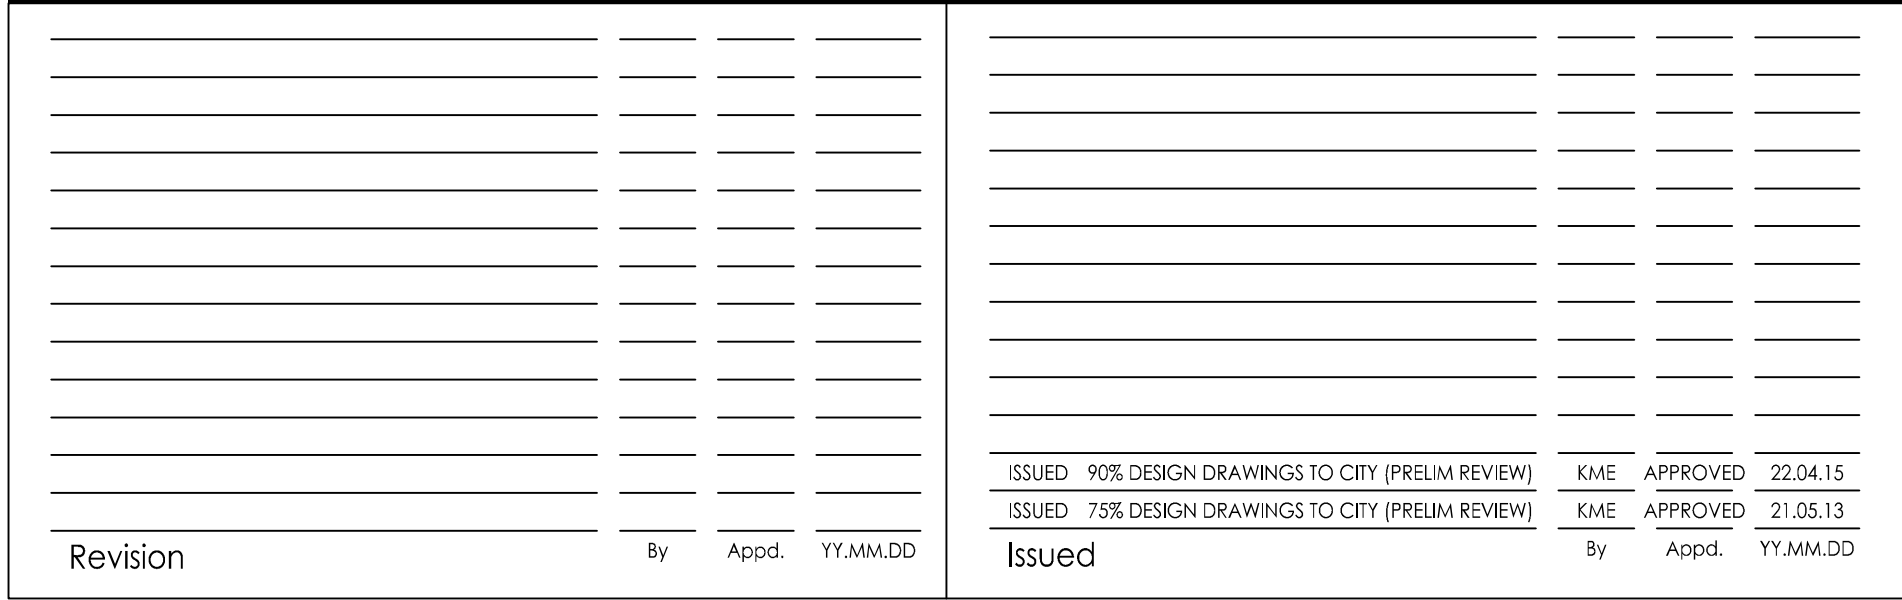 Revision By Appd. YY.MM.DD
ISSUED 90% DESIGN DRAWINGS TO CITY (PRELIM REVIEW) KME APPROVED 22.04.15
ISSUED 75% DESIGN DRAWINGS TO CITY (PRELIM REVIEW) KME APPROVED 21.05.13
Issued By Appd. YY.MM.DD